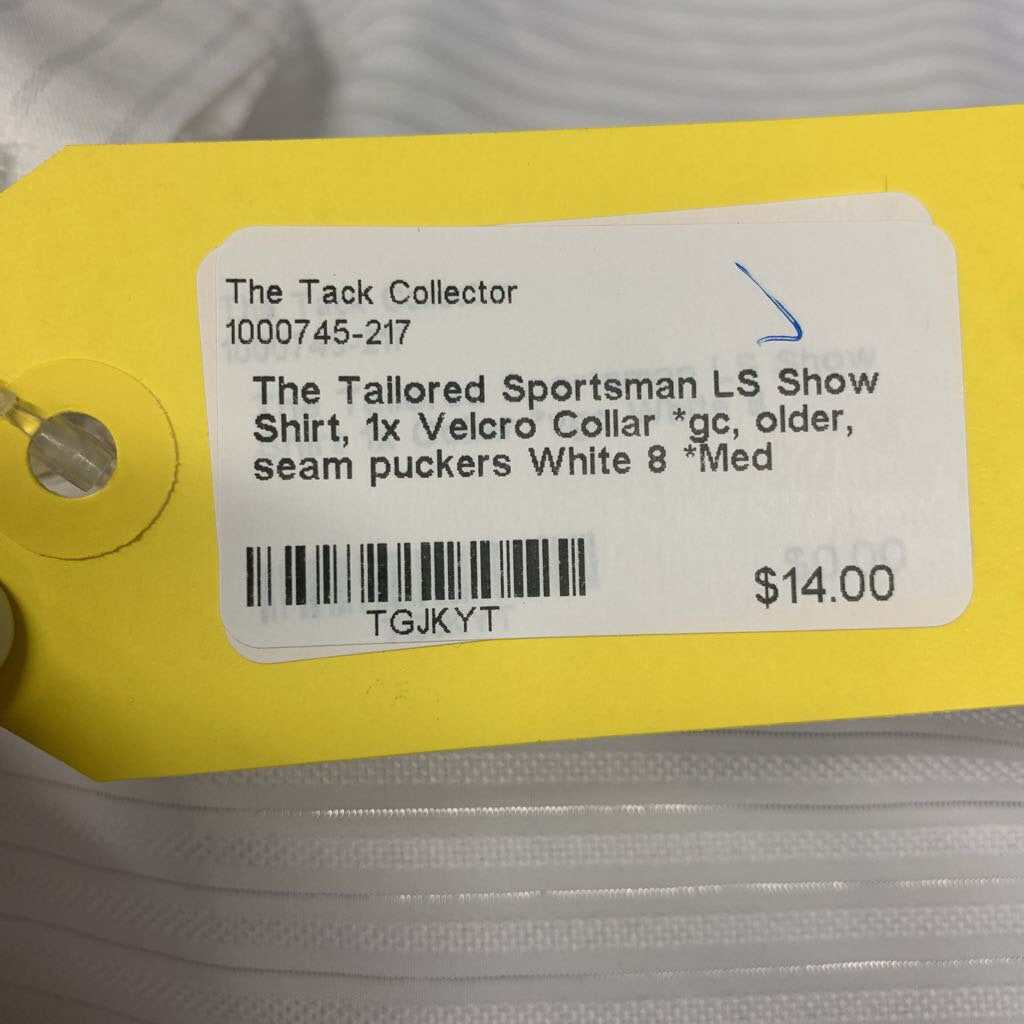 The Tack Collector
1000745-217
The Tailored Sportsman LS Show
Shirt, 1x Velcro Collar *gc, older,
seam puckers White 8 *Med
TGJKYT
$14.00